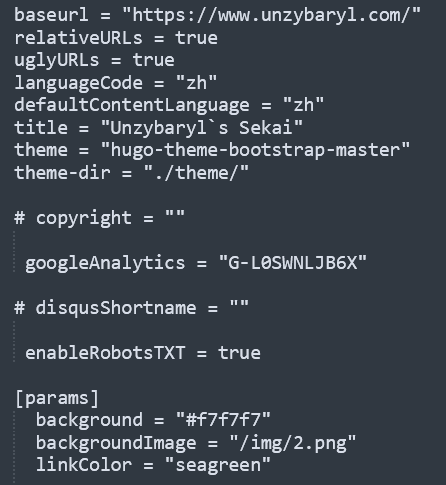 baseurl = "https://www.unzybaryl.com/"
relativeURLs = true
uglyURLs = true
languageCode = "zh"
defaultContentLanguage = "zh"
title = "Unzybaryl`s Sekai"
theme = "hugo-theme-bootstrap-master"
theme-dir = "./theme/"
# copyright = ""
googleAnalytics = "G-L0SWNLJB6X"
# disqusShortname = ""
enableRobotsTXT = true
[params]
background = "#f7f7f7"
backgroundImage = "/img/2.png"
linkColor = "seagreen"